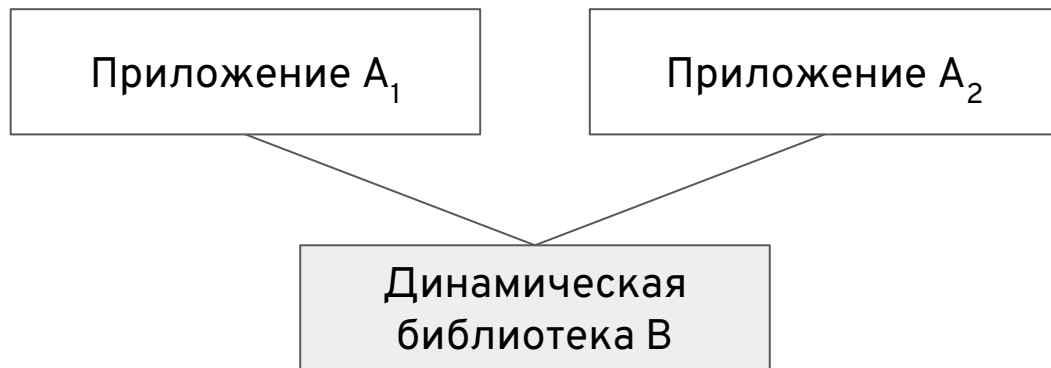 Приложение A₁
Приложение A₂
Динамическая
библиотека B